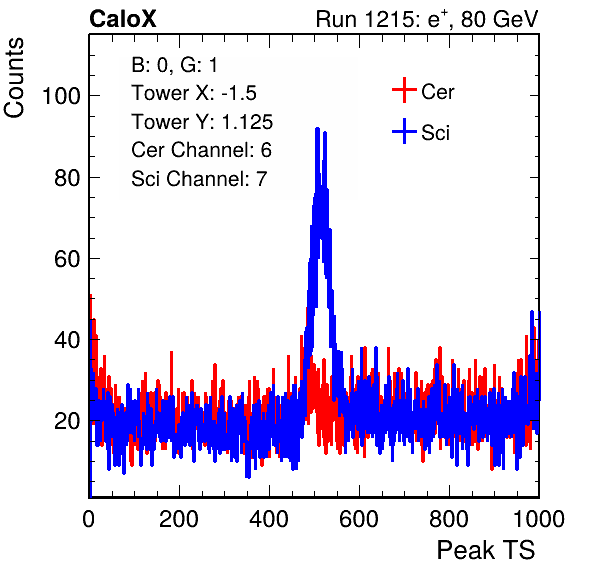 CaloX Run 1215: e⁺, 80 GeV
Counts
B: 0, G: 1
Tower X: -1.5
Tower Y: 1.125
Cer Channel: 6
Sci Channel: 7
Cer
Sci
100
80
60
40
20
0 200 400 600 800 1000
Peak TS